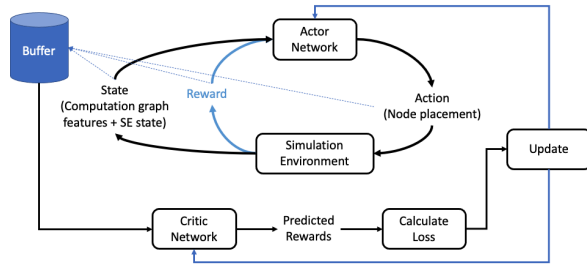 Buffer
Actor
Network
State
(Computation graph
features + SE state)
Reward
Action
(Node placement)
Simulation
Environment
Update
Critic
Network
Predicted
Rewards
Calculate
Loss